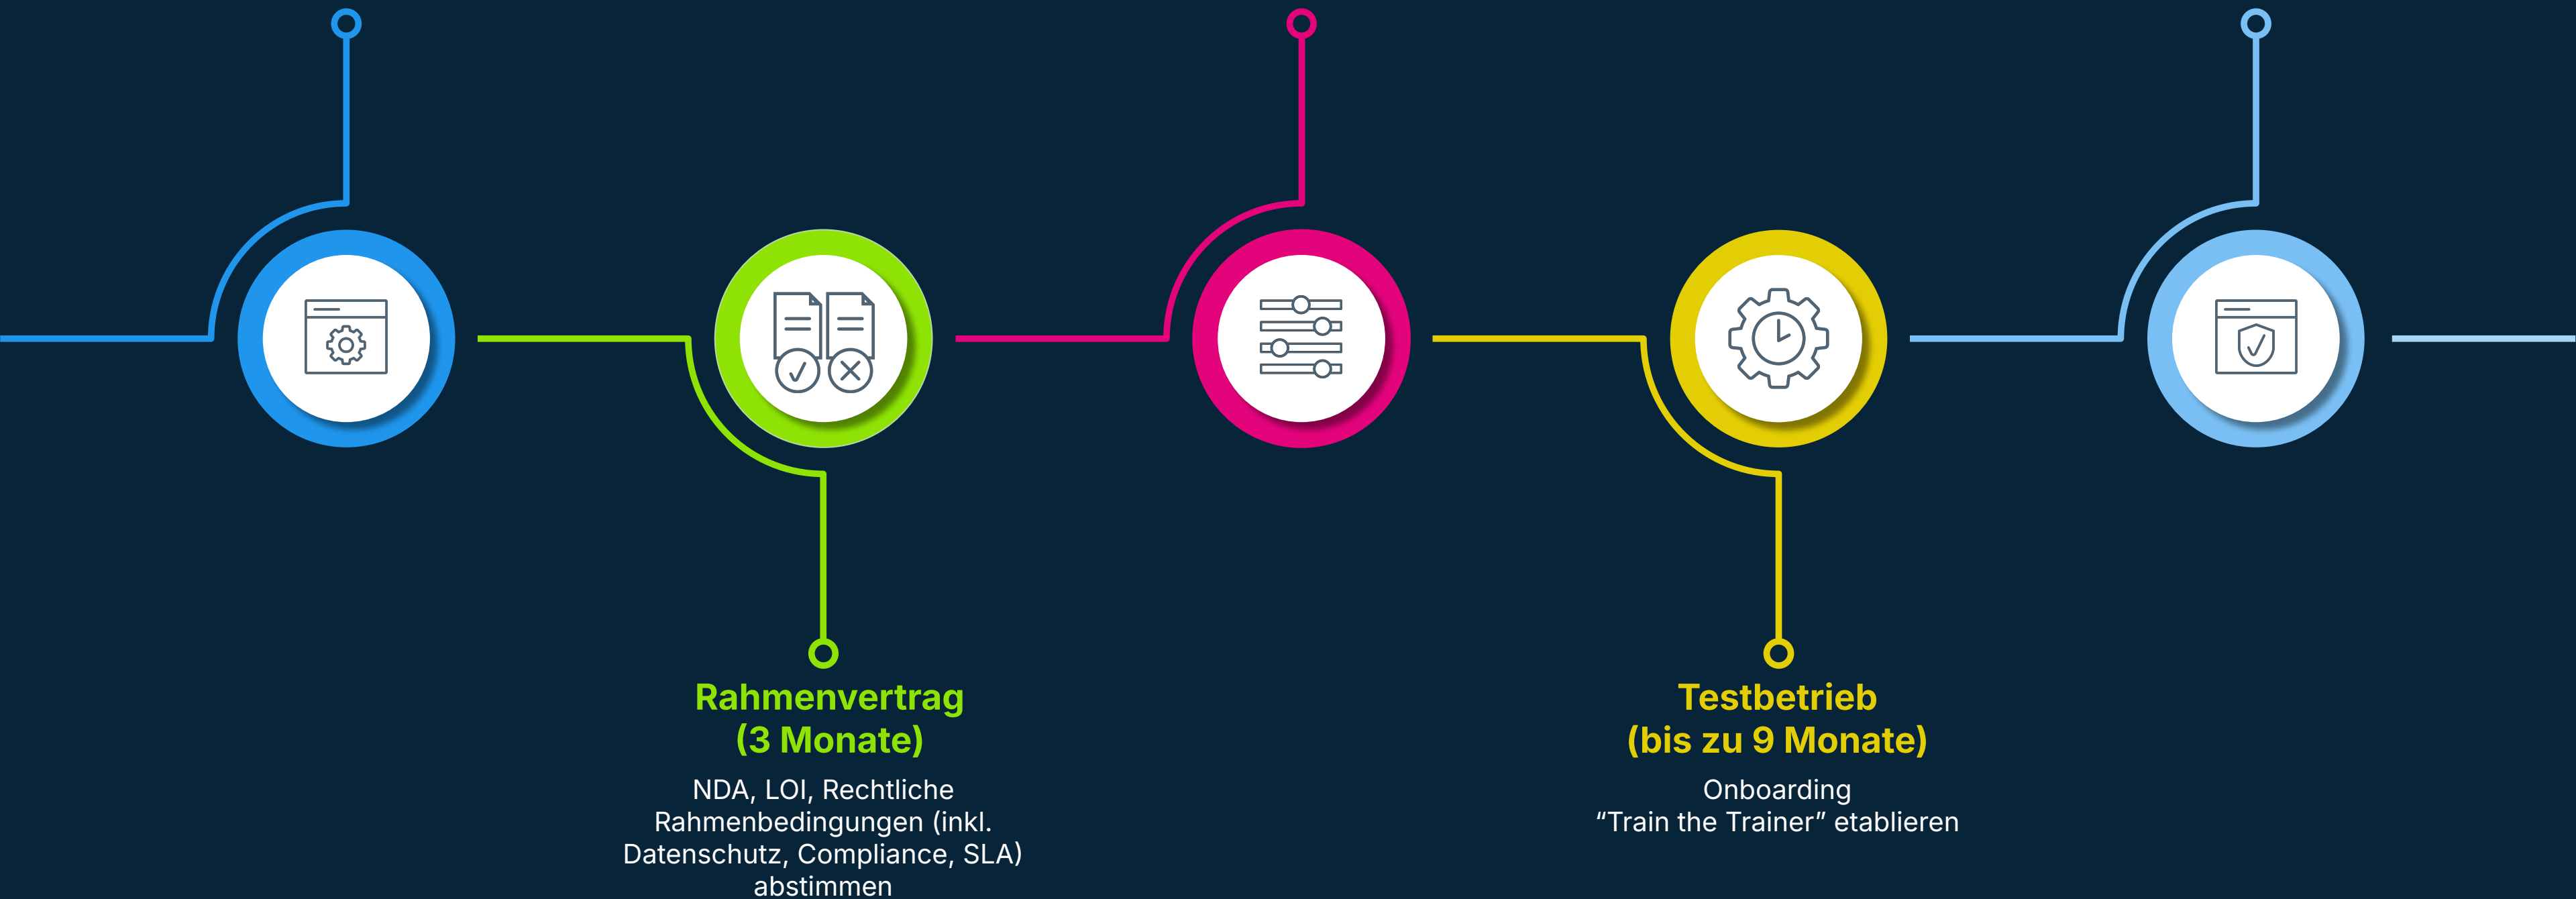 Rahmenvertrag
(3 Monate)
NDA, LOI, Rechtliche
Rahmenbedingungen (inkl.
Datenschutz, Compliance, SLA)
abstimmen
Testbetrieb
(bis zu 9 Monate)
Onboarding
“Train the Trainer” etablieren